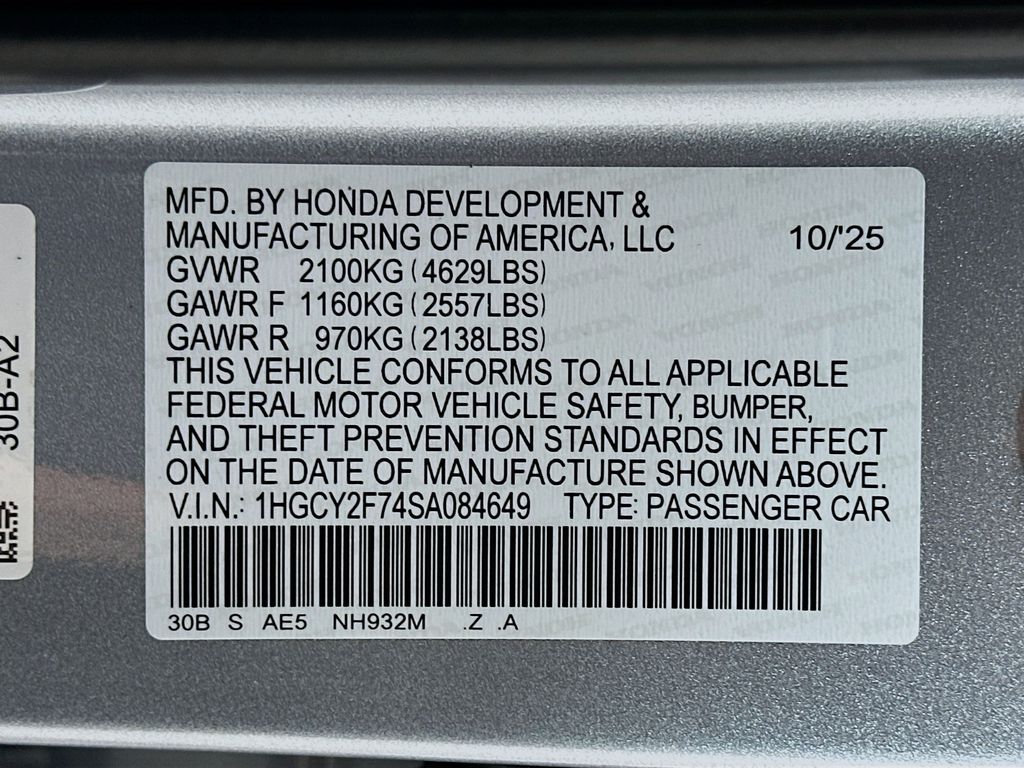 MFD. BY HONDA DEVELOPMENT &
MANUFACTURING OF AMERICA, LLC 10/'25
GVWR 2100KG (4629LBS)
GAWR F 1160KG (2557LBS)
GAWR R 970KG (2138LBS)
THIS VEHICLE CONFORMS TO ALL APPLICABLE
FEDERAL MOTOR VEHICLE SAFETY, BUMPER,
AND THEFT PREVENTION STANDARDS IN EFFECT
ON THE DATE OF MANUFACTURE SHOWN ABOVE.
V.I.N.: 1HGCY2F74SA084649 TYPE: PASSENGER CAR
30B S AE5 NH932M .Z .A
30B-A2